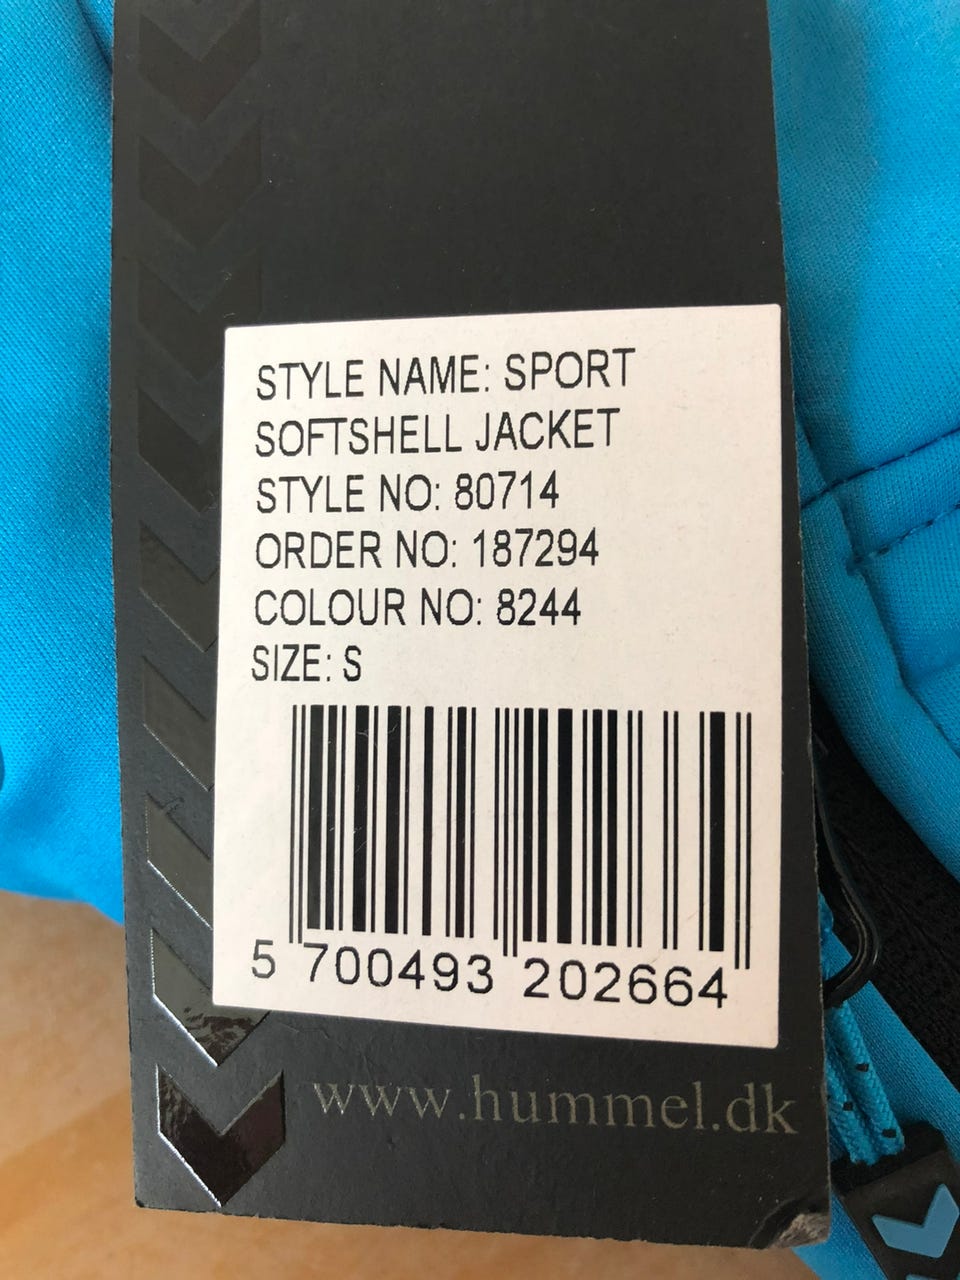 STYLE NAME: SPORT
SOFTSHELL JACKET
STYLE NO: 80714
ORDER NO: 187294
COLOUR NO: 8244
SIZE: S
5 700493 202664
www.hummel.dk